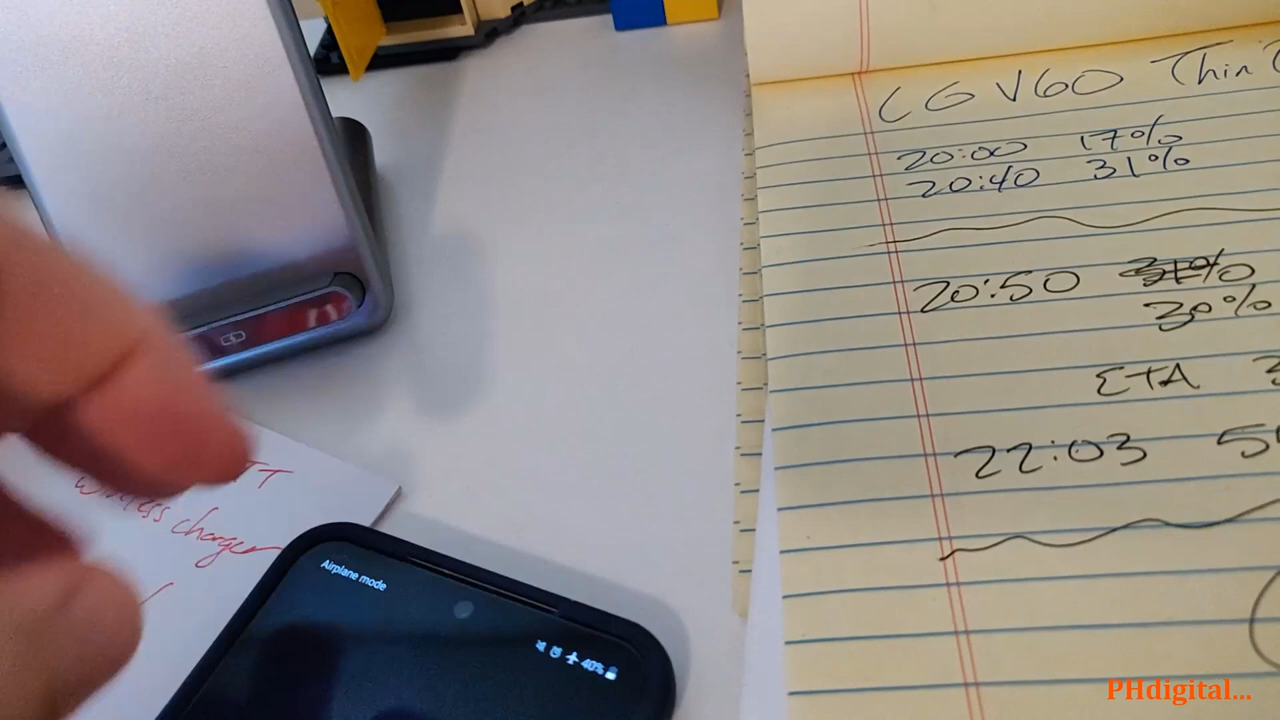 LG V60 Thin
20:00 17%
20:40 31%
20:50
30%
ETA
22:03
wireless charger
Airplane mode
40%
PHdigital...